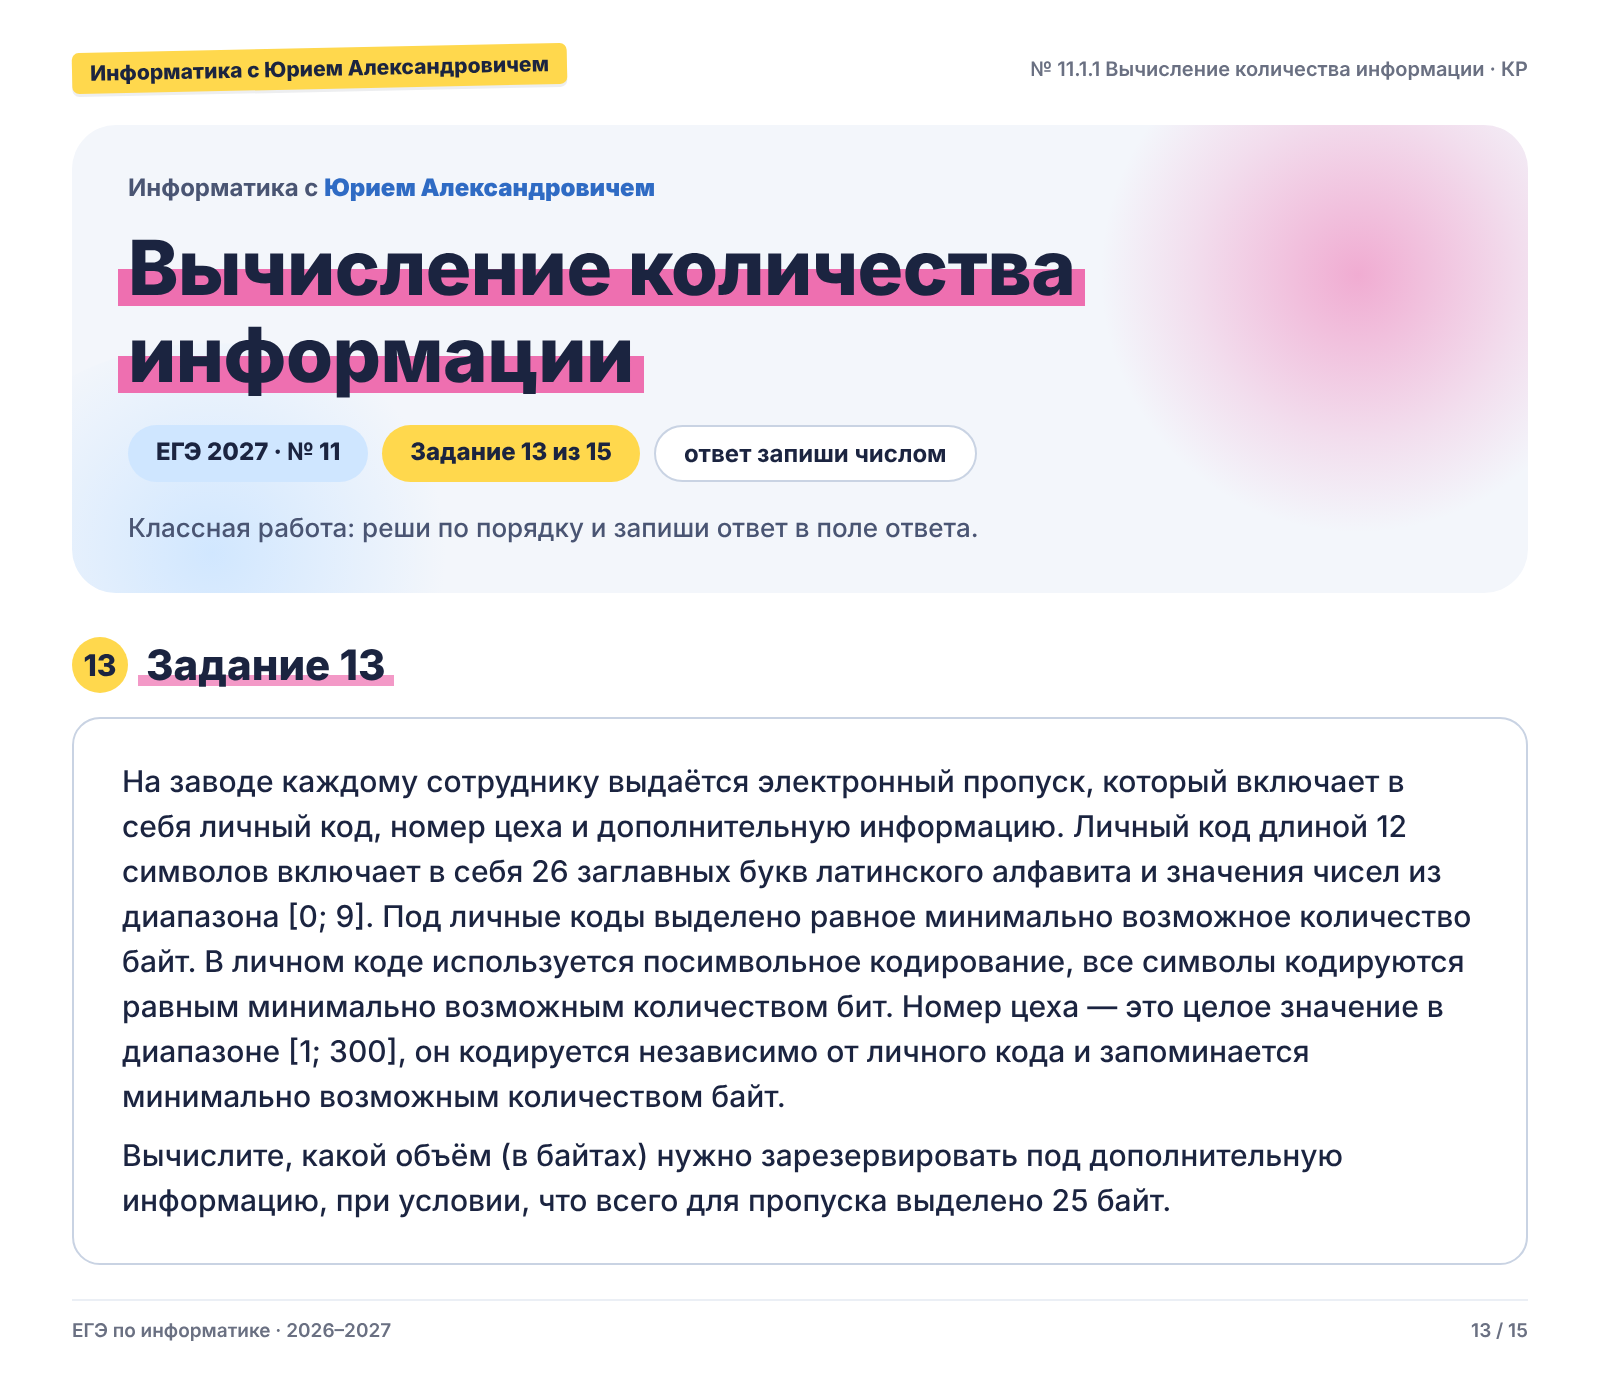 Информатика с Юрием Александровичем
№ 11.1.1 Вычисление количества информации · КР
Информатика с Юрием Александровичем
Вычисление количества
информации
ЕГЭ 2027 · № 11
Задание 13 из 15
ответ запиши числом
Классная работа: реши по порядку и запиши ответ в поле ответа.
13 Задание 13
На заводе каждому сотруднику выдаётся электронный пропуск, который включает в
себя личный код, номер цеха и дополнительную информацию. Личный код длиной 12
символов включает в себя 26 заглавных букв латинского алфавита и значения чисел из
диапазона [0; 9]. Под личные коды выделено равное минимально возможное количество
байт. В личном коде используется посимвольное кодирование, все символы кодируются
равным минимально возможным количеством бит. Номер цеха — это целое значение в
диапазоне [1; 300], он кодируется независимо от личного кода и запоминается
минимально возможным количеством байт.
Вычислите, какой объём (в байтах) нужно зарезервировать под дополнительную
информацию, при условии, что всего для пропуска выделено 25 байт.
ЕГЭ по информатике · 2026–2027
13 / 15